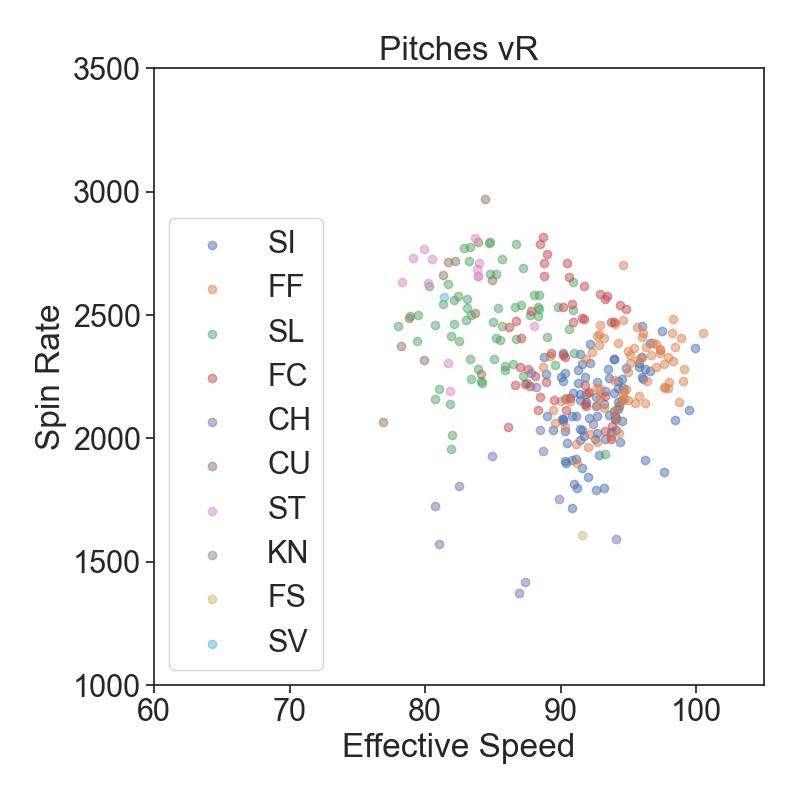 Pitches vR
3500
3000
2500
2000
1500
1000
Spin Rate
SI
FF
SL
FC
CH
CU
ST
KN
FS
SV
60 70 80 90 100
Effective Speed